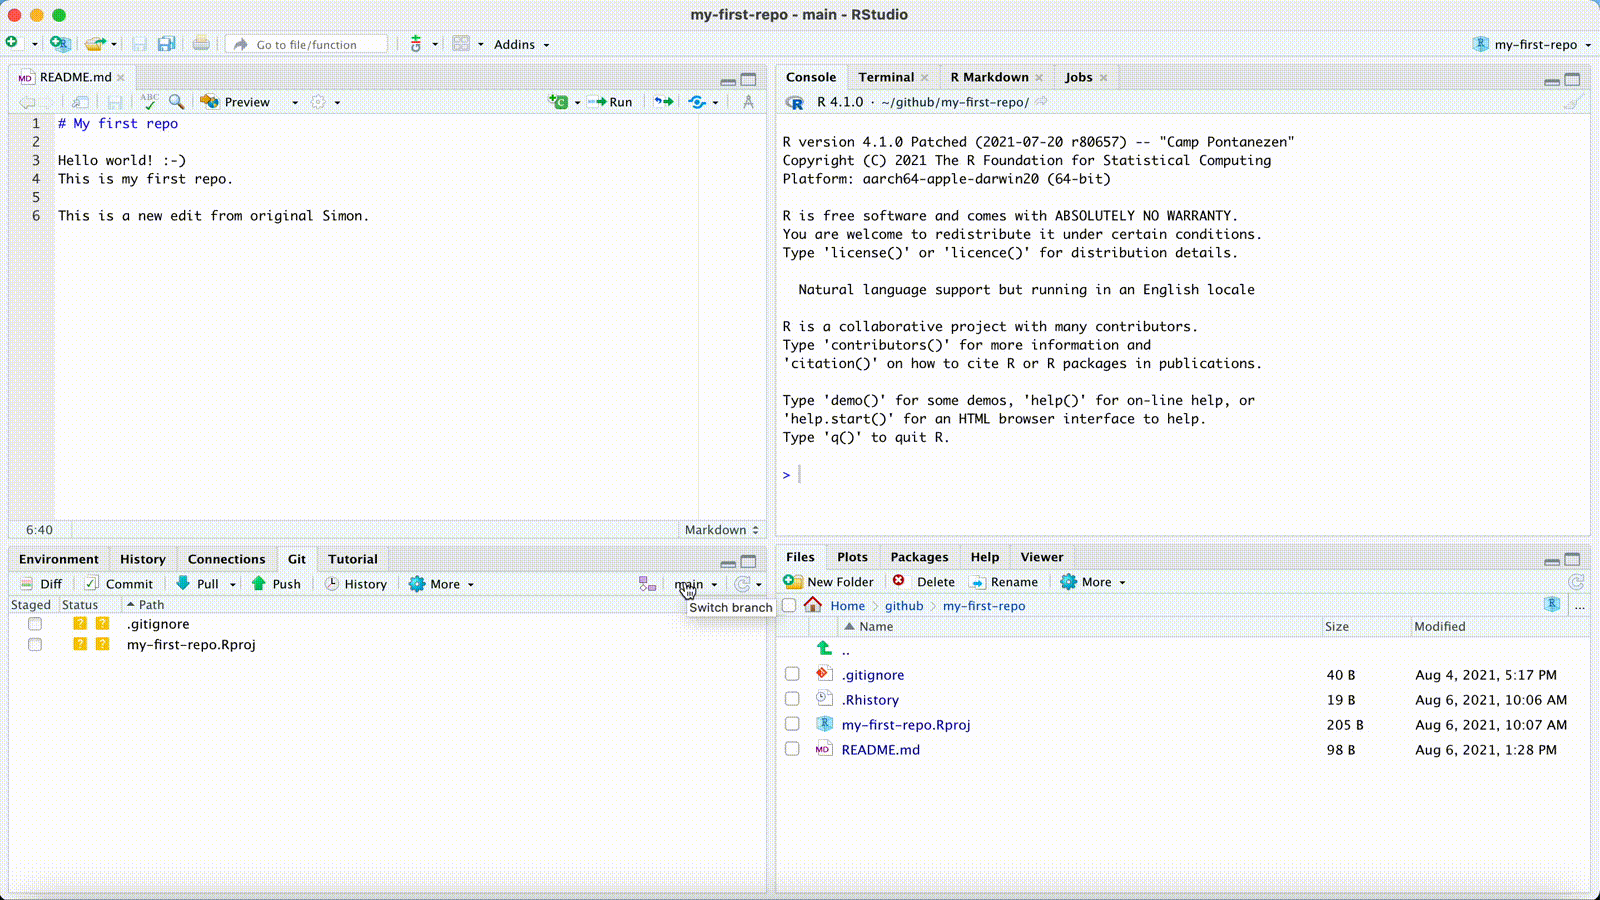 my-first-repo - main - RStudio
Go to file/function
Addins
my-first-repo
README.md
Preview
Run
1 # My first repo
2
3 Hello world! :-)
4 This is my first repo.
5
6 This is a new edit from original Simon.
6:40
Markdown
Console Terminal R Markdown Jobs
R 4.1.0 · ~/github/my-first-repo/
R version 4.1.0 Patched (2021-07-20 r80657) -- "Camp Pontanezen"
Copyright (C) 2021 The R Foundation for Statistical Computing
Platform: aarch64-apple-darwin20 (64-bit)
R is free software and comes with ABSOLUTELY NO WARRANTY.
You are welcome to redistribute it under certain conditions.
Type 'license()' or 'licence()' for distribution details.
Natural language support but running in an English locale
R is a collaborative project with many contributors.
Type 'contributors()' for more information and
'citation()' on how to cite R or R packages in publications.
Type 'demo()' for some demos, 'help()' for on-line help, or
'help.start()' for an HTML browser interface to help.
Type 'q()' to quit R.
>
Environment History Connections Git Tutorial
Diff Commit Pull Push History More main
Switch branch
Staged Status Path
? ? .gitignore
? ? my-first-repo.Rproj
Files Plots Packages Help Viewer
New Folder Delete Rename More
Home github my-first-repo ...
Name Size Modified
..
.gitignore 40 B Aug 4, 2021, 5:17 PM
.Rhistory 19 B Aug 6, 2021, 10:06 AM
my-first-repo.Rproj 205 B Aug 6, 2021, 10:07 AM
README.md 98 B Aug 6, 2021, 1:28 PM